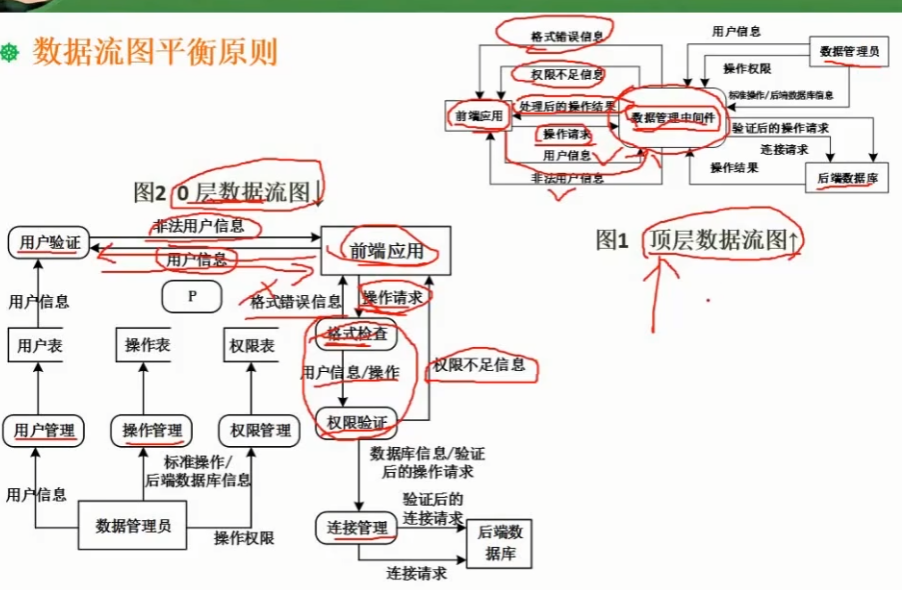 数据流图平衡原则
格式错误信息
用户信息
数据管理员
权限不足信息
操作权限
标准操作/后端数据库信息
处理后的操作结果
前端应用
数据管理中间件
操作请求
验证后的操作请求
用户信息
连接请求
非法用户信息
操作结果
后端数据库
图1 顶层数据流图↑
图2 0层数据流图↓
非法用户信息
用户验证
前端应用
用户信息
P
用户信息
格式错误信息
操作请求
格式检查
用户表
操作表
权限表
用户信息/操作
权限不足信息
权限验证
用户管理
操作管理
权限管理
数据库信息/验证
后的操作请求
标准操作/
后端数据库信息
用户信息
验证后的
连接请求
数据管理员
操作权限
连接管理
后端数
据库
连接请求